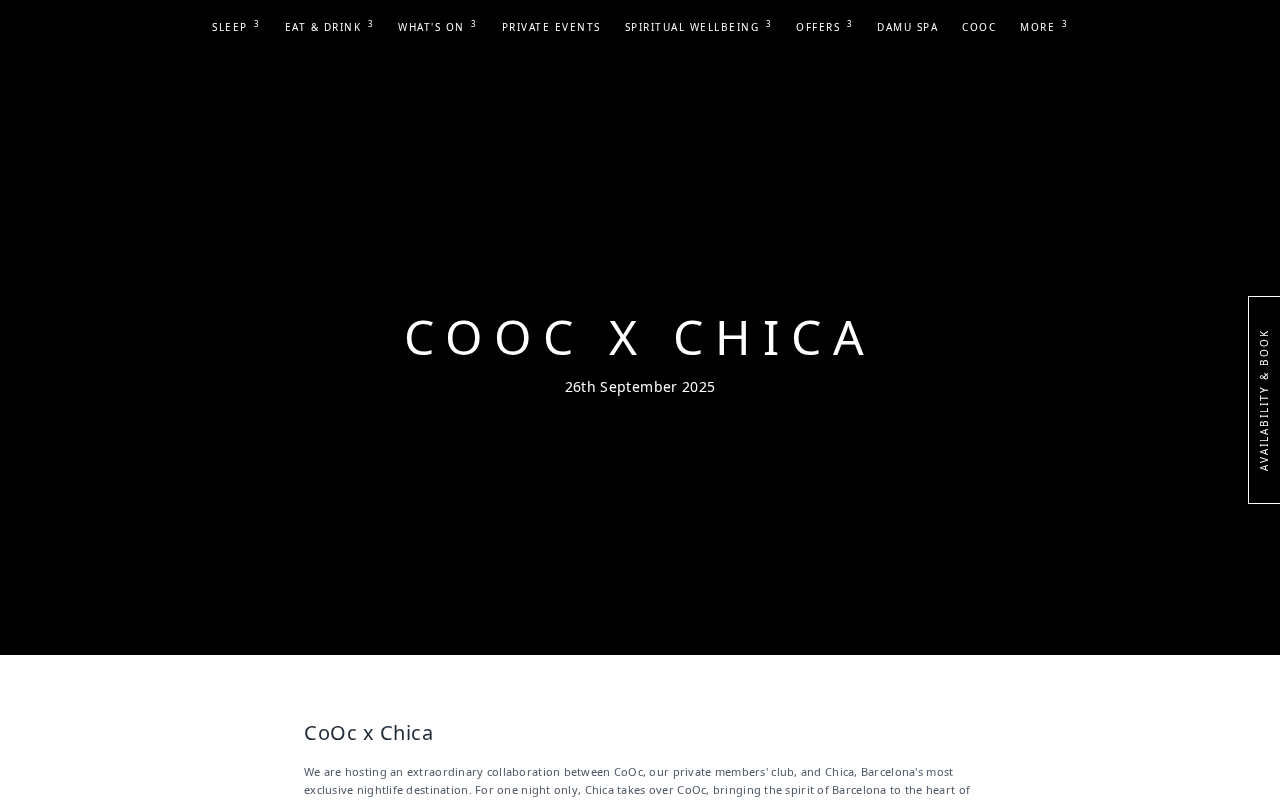 SLEEP 3 EAT & DRINK 3 WHAT'S ON 3 PRIVATE EVENTS SPIRITUAL WELLBEING 3 OFFERS 3 DAMU SPA COOC MORE 3
COOC X CHICA
26th September 2025
AVAILABILITY & BOOK
CoOc x Chica
We are hosting an extraordinary collaboration between CoOc, our private members' club, and Chica, Barcelona's most
exclusive nightlife destination. For one night only, Chica takes over CoOc, bringing the spirit of Barcelona to the heart of